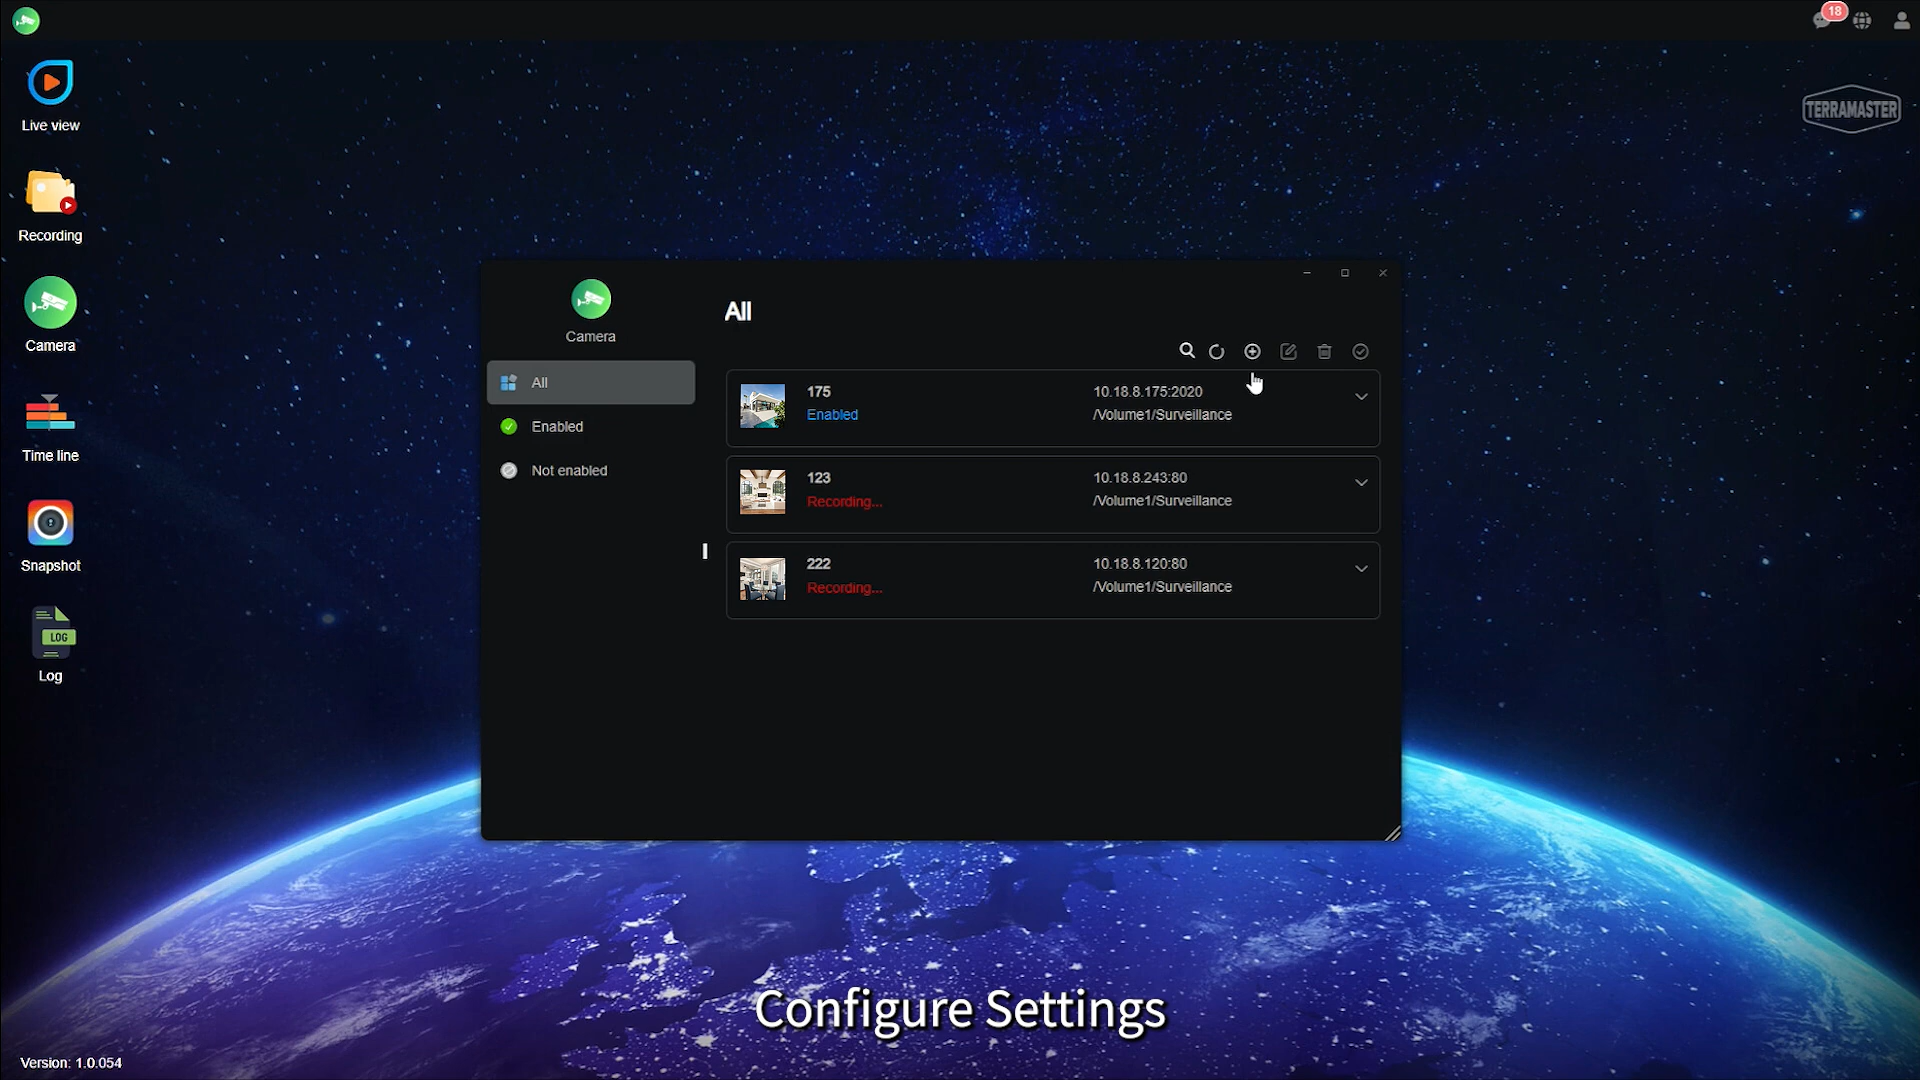 18
Live view
TERRAMASTER
Recording
Camera
Time line
Snapshot
LOG
Log
Camera
All
Enabled
Not enabled
All
175
Enabled
10.18.8.175:2020
/Volume1/Surveillance
123
Recording...
10.18.8.243:80
/Volume1/Surveillance
222
Recording...
10.18.8.120:80
/Volume1/Surveillance
Configure Settings
Version: 1.0.054